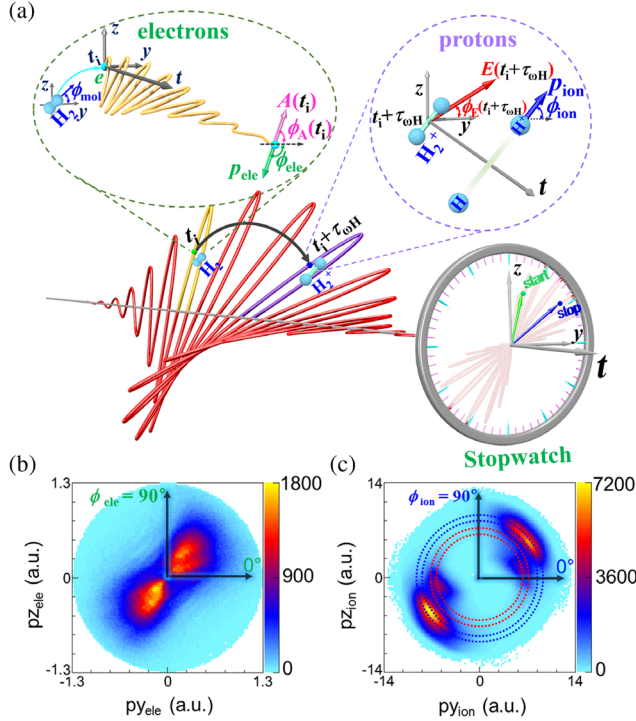 (a)
electrons
z
t_i
y
e
t
z
ϕ_mol
y
H_2
A(t_i)
ϕ_A(t_i)
p_ele
ϕ_ele
protons
E(t_i+τ_ωH)
p_ion
z
t_i+τ_ωH
ϕ_E(t_i+τ_ωH)
y
H_2^+
H^+
ϕ_ion
H
t
t_i
H_2
t_i+τ_ωH
H_2^+
z
start
stop
y
t
Stopwatch
(b)
1.3
ϕ_ele = 90°
0°
0
-1.3
-1.3
0
1.3
pz_ele (a.u.)
py_ele (a.u.)
1800
900
0
(c)
14
ϕ_ion = 90°
0°
0
-14
-14
0
14
pz_ion (a.u.)
py_ion (a.u.)
7200
3600
0